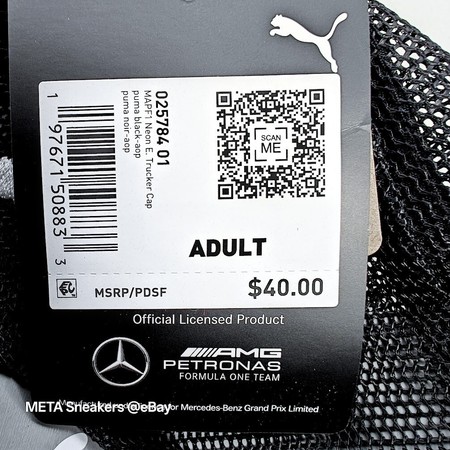 025784 01
MAPF1 Neon E. Trucker Cap
puma black-aop
puma noir-aop
1 97671 50883 3
SCAN
ME
ADULT
MSRP/PDSF
$40.00
Official Licensed Product
AMG
PETRONAS
FORMULA ONE TEAM
for Mercedes-Benz Grand Prix Limited
META Sneakers @eBay